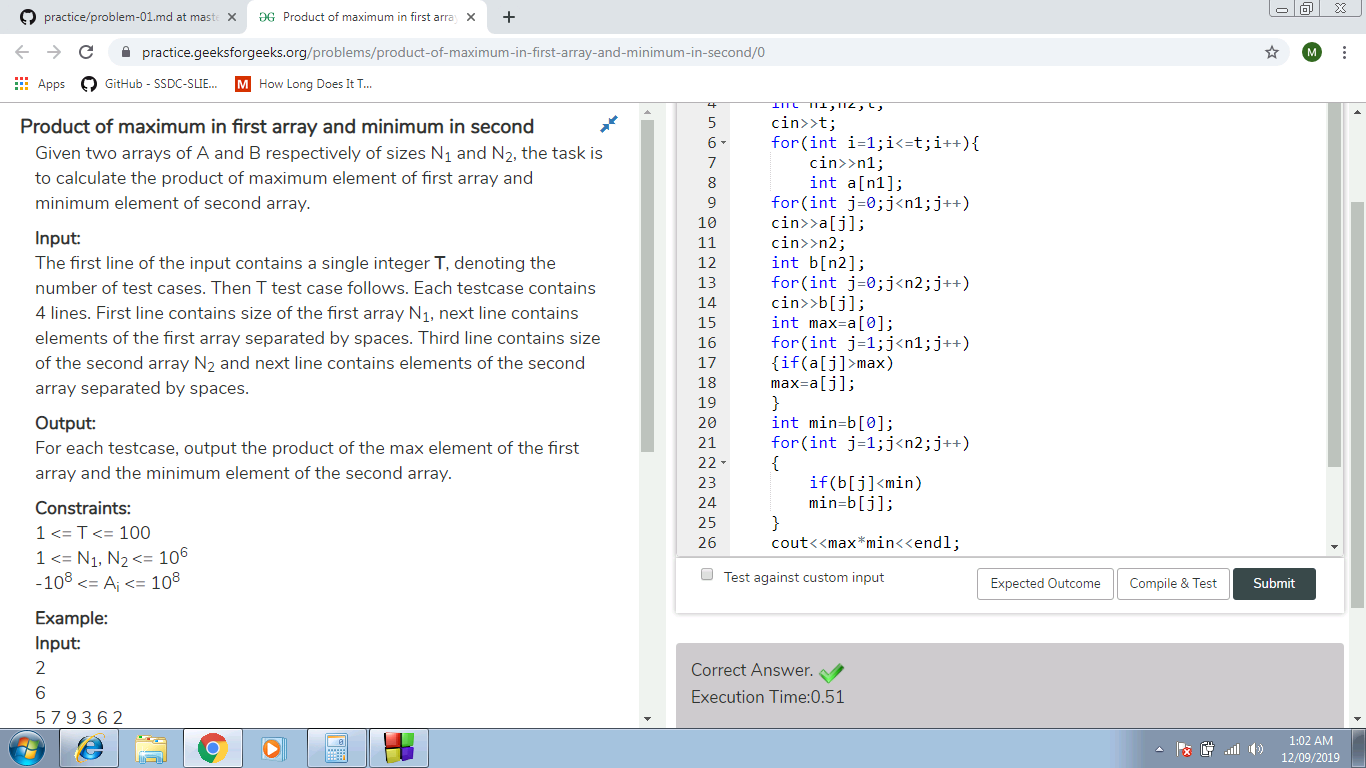 practice/problem-01.md at maste
Product of maximum in first array
practice.geeksforgeeks.org/problems/product-of-maximum-in-first-array-and-minimum-in-second/0
M
Apps
GitHub - SSDC-SLIE...
M
How Long Does It T...
Product of maximum in first array and minimum in second
Given two arrays of A and B respectively of sizes N1 and N2, the task is
to calculate the product of maximum element of first array and
minimum element of second array.
Input:
The first line of the input contains a single integer T, denoting the
number of test cases. Then T test case follows. Each testcase contains
4 lines. First line contains size of the first array N1, next line contains
elements of the first array separated by spaces. Third line contains size
of the second array N2 and next line contains elements of the second
array separated by spaces.
Output:
For each testcase, output the product of the max element of the first
array and the minimum element of the second array.
Constraints:
1 <= T <= 100
1 <= N1, N2 <= 10^6
-10^8 <= Ai <= 10^8
Example:
Input:
2
6
5 7 9 3 6 2
4 int n1,n2,t;
5 cin>>t;
6 for(int i=1;i<=t;i++){
7 cin>>n1;
8 int a[n1];
9 for(int j=0;j<n1;j++)
10 cin>>a[j];
11 cin>>n2;
12 int b[n2];
13 for(int j=0;j<n2;j++)
14 cin>>b[j];
15 int max=a[0];
16 for(int j=1;j<n1;j++)
17 {if(a[j]>max)
18 max=a[j];
19 }
20 int min=b[0];
21 for(int j=1;j<n2;j++)
22 {
23 if(b[j]<min)
24 min=b[j];
25 }
26 cout<<max*min<<endl;
Test against custom input
Expected Outcome
Compile & Test
Submit
Correct Answer.
Execution Time:0.51
1:02 AM
12/09/2019